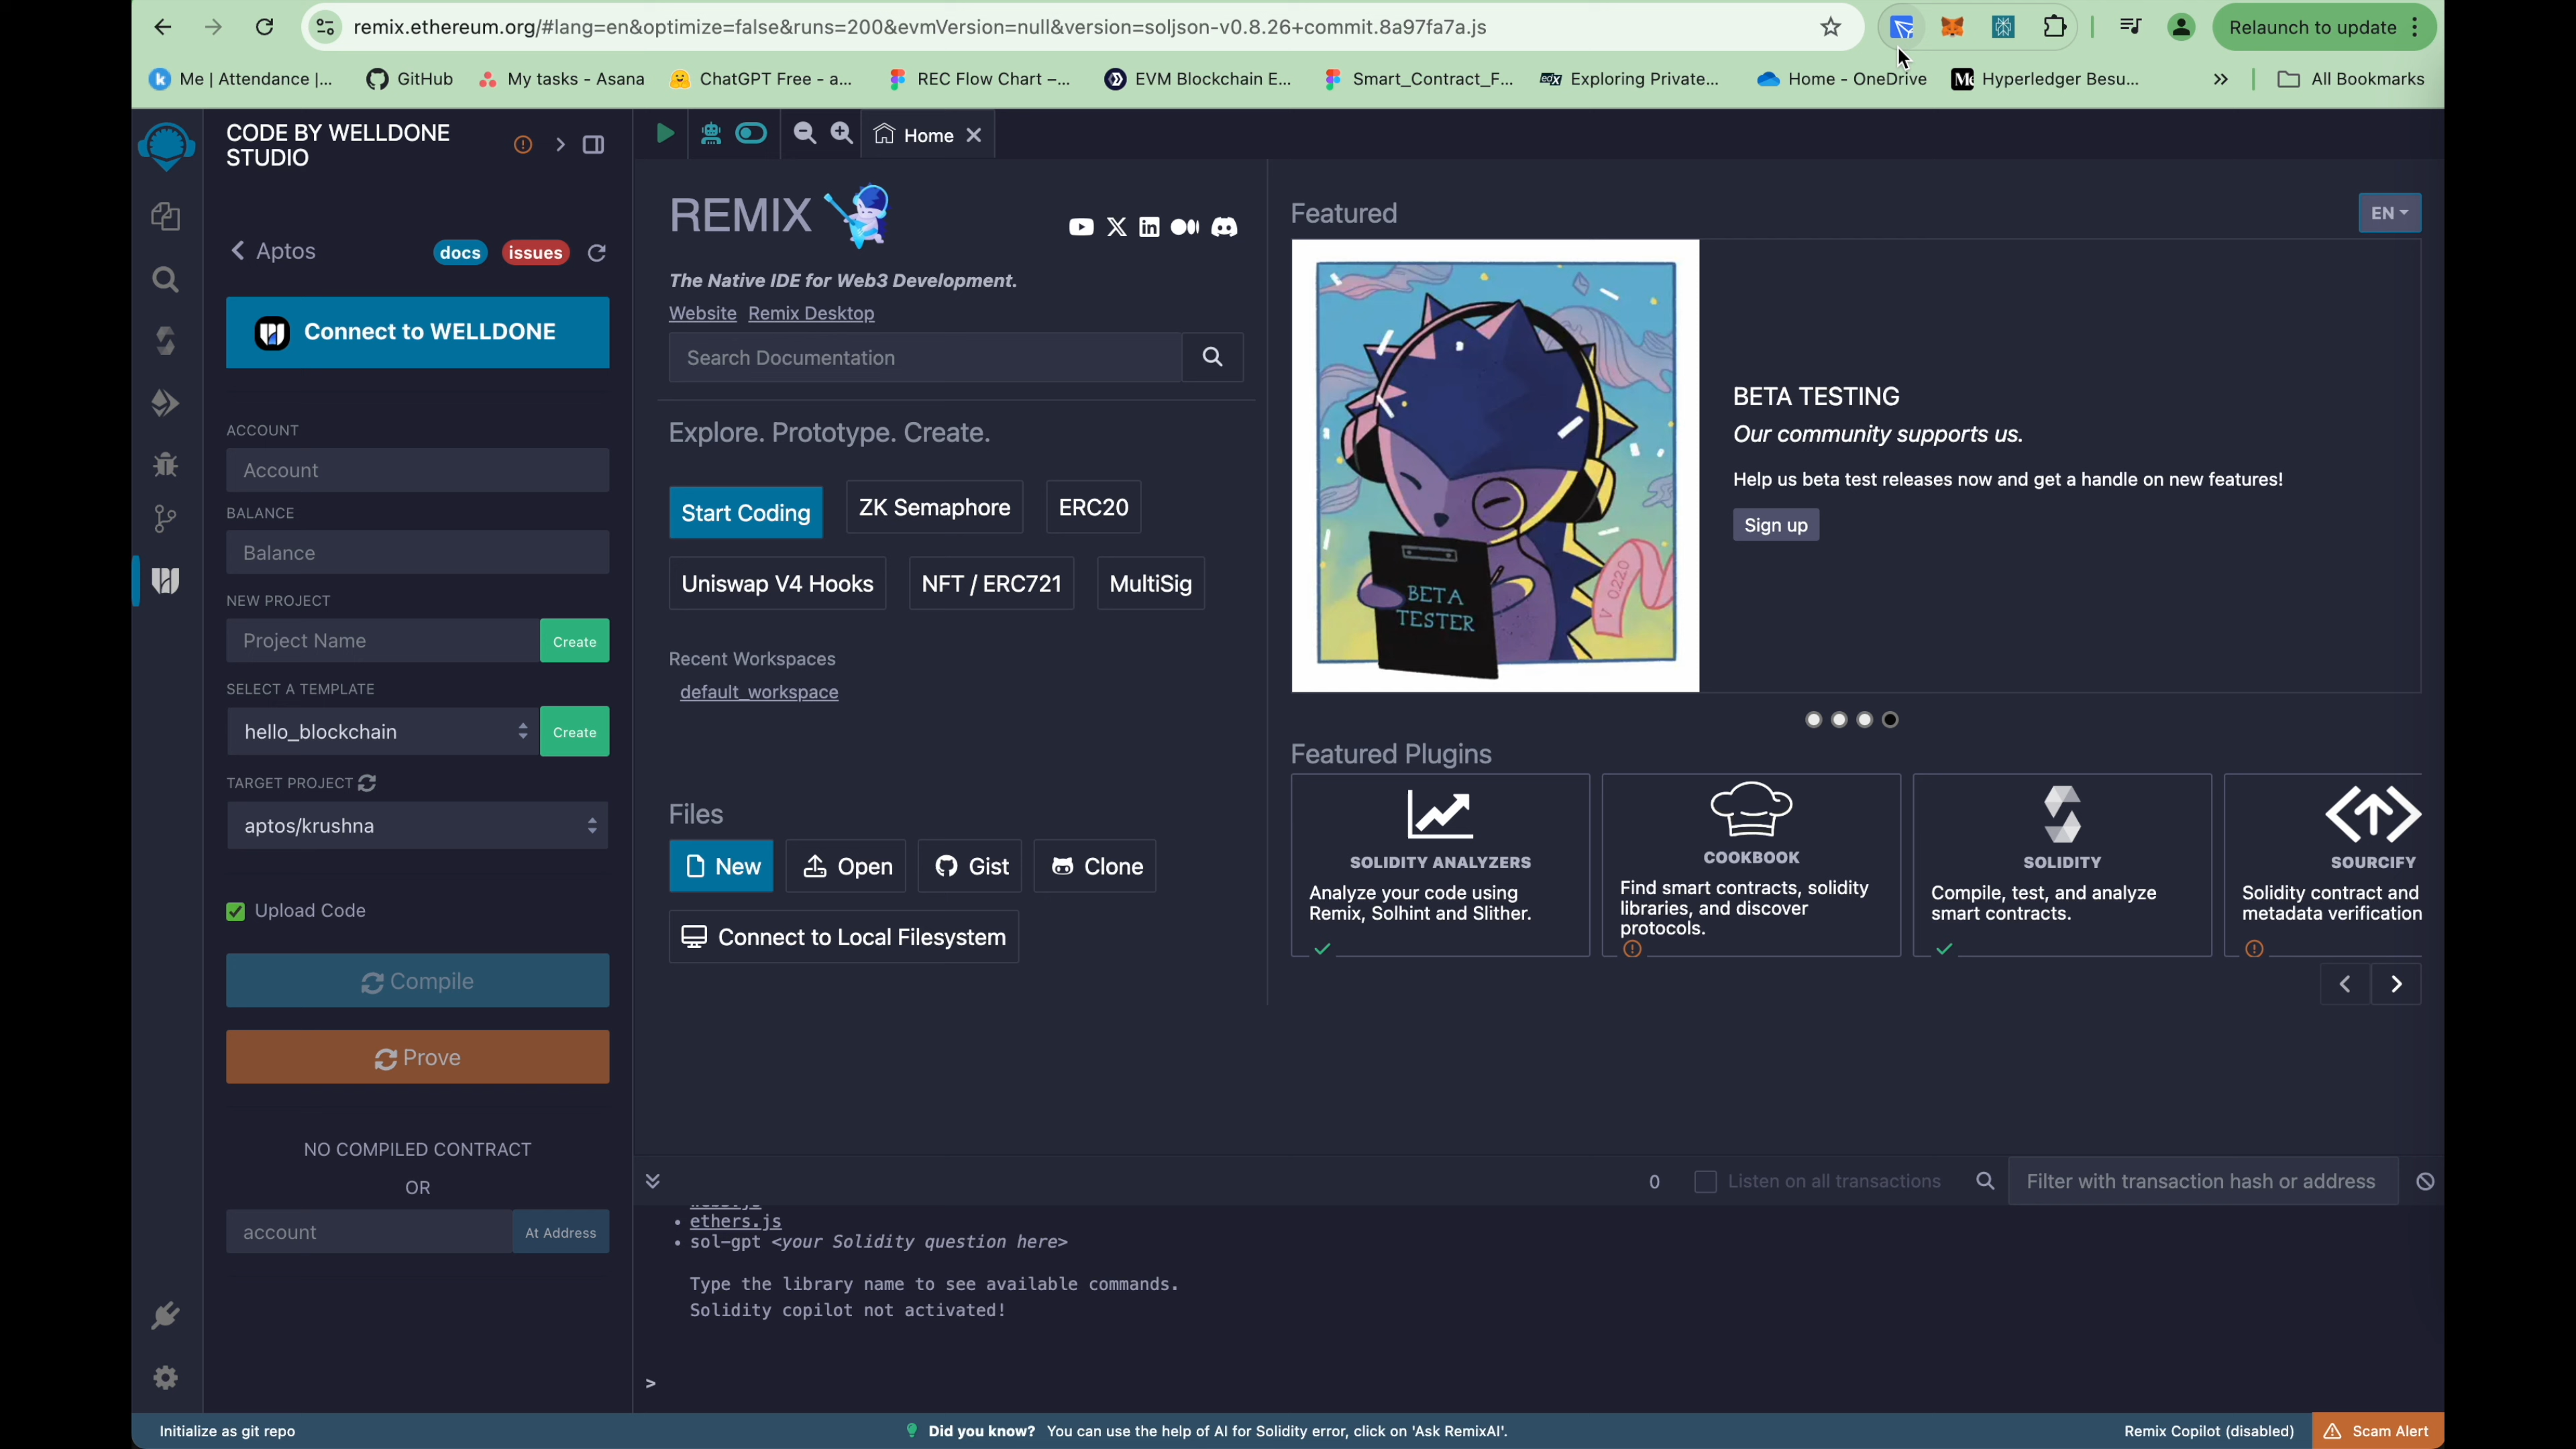 remix.ethereum.org/#lang=en&optimize=false&runs=200&evmVersion=null&version=soljson-v0.8.26+commit.8a97fa7a.js
Relaunch to update
Me | Attendance |...
GitHub
My tasks - Asana
ChatGPT Free - a...
REC Flow Chart –...
EVM Blockchain E...
Smart_Contract_F...
Exploring Private...
Home - OneDrive
Hyperledger Besu...
All Bookmarks
CODE BY WELLDONE
STUDIO
Aptos
docs
issues
Connect to WELLDONE
ACCOUNT
Account
BALANCE
Balance
NEW PROJECT
Project Name
Create
SELECT A TEMPLATE
hello_blockchain
Create
TARGET PROJECT
aptos/krushna
Upload Code
Compile
Prove
NO COMPILED CONTRACT
OR
account
At Address
Home
REMIX
The Native IDE for Web3 Development.
Website Remix Desktop
Search Documentation
Explore. Prototype. Create.
Start Coding
ZK Semaphore
ERC20
Uniswap V4 Hooks
NFT / ERC721
MultiSig
Recent Workspaces
default_workspace
Files
New
Open
Gist
Clone
Connect to Local Filesystem
Featured
EN
BETA
TESTER
V 0220
BETA TESTING
Our community supports us.
Help us beta test releases now and get a handle on new features!
Sign up
Featured Plugins
SOLIDITY ANALYZERS
Analyze your code using
Remix, Solhint and Slither.
COOKBOOK
Find smart contracts, solidity
libraries, and discover
protocols.
SOLIDITY
Compile, test, and analyze
smart contracts.
SOURCIFY
Solidity contract and
metadata verification
0
Listen on all transactions
Filter with transaction hash or address
• ethers.js
• sol-gpt <your Solidity question here>
Type the library name to see available commands.
Solidity copilot not activated!
>
Initialize as git repo
Did you know? You can use the help of AI for Solidity error, click on 'Ask RemixAI'.
Remix Copilot (disabled)
Scam Alert